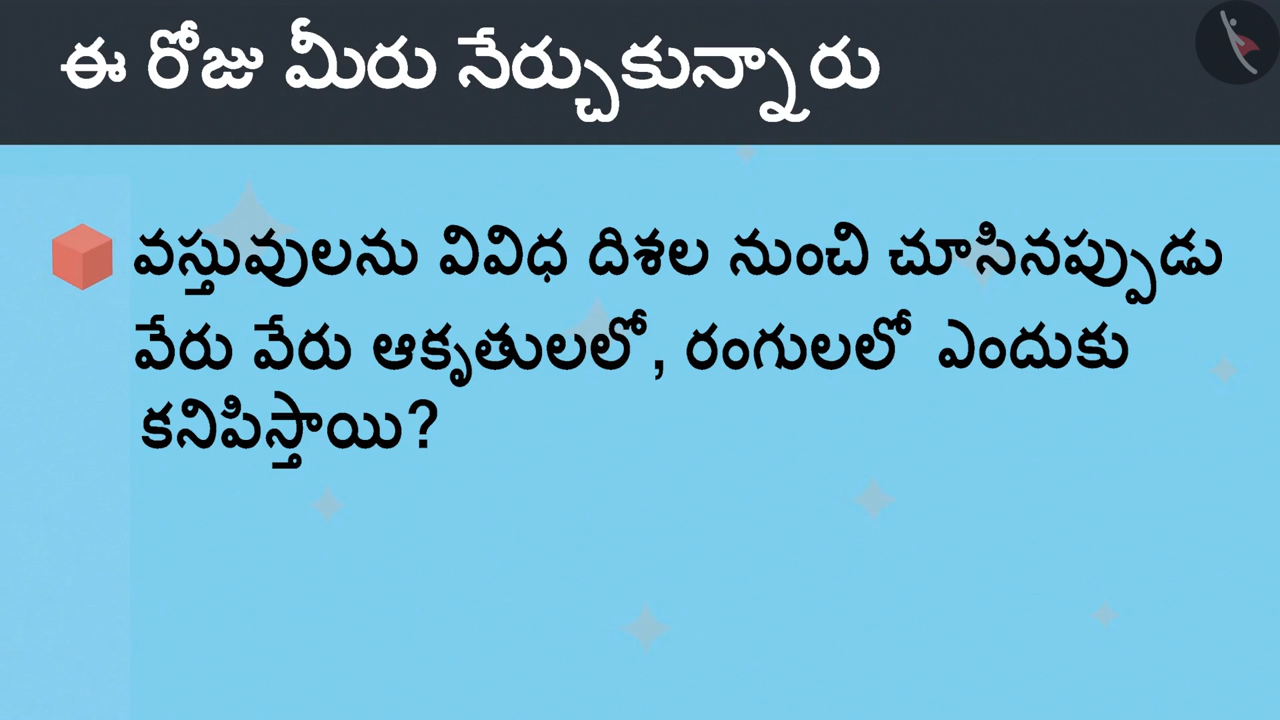 ఈ రోజు మీరు నేర్చుకున్నారు
వస్తువులను వివిధ దిశల నుంచి చూసినప్పుడు
వేరు వేరు ఆకృతులలో, రంగులలో ఎందుకు
కనిపిస్తాయి?